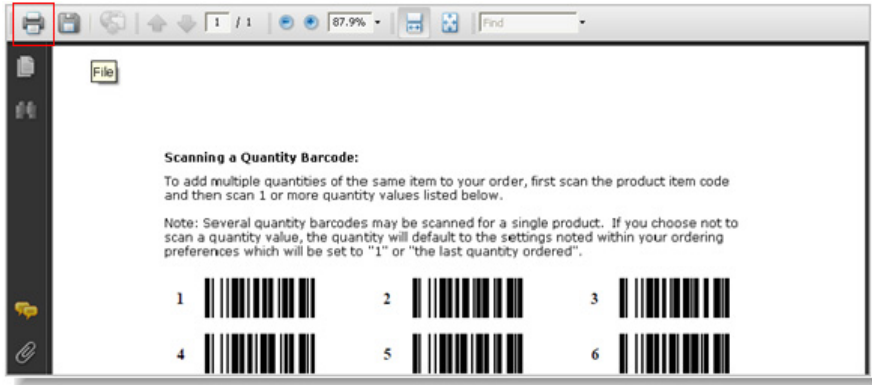 1 / 1 87.9% Find
File
Scanning a Quantity Barcode:
To add multiple quantities of the same item to your order, first scan the product item code
and then scan 1 or more quantity values listed below.
Note: Several quantity barcodes may be scanned for a single product. If you choose not to
scan a quantity value, the quantity will default to the settings noted within your ordering
preferences which will be set to "1" or "the last quantity ordered".
1 2 3
4 5 6